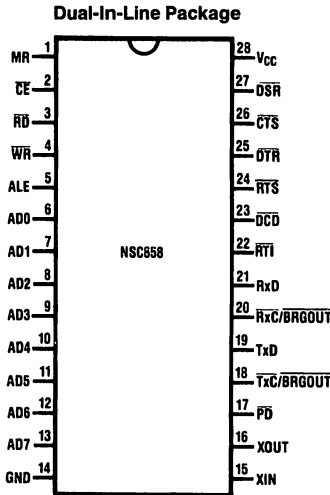 Dual-In-Line Package
MR 1 28 VCC
CE 2 27 DSR
RD 3 26 CTS
WR 4 25 DTR
ALE 5 24 RTS
AD0 6 23 DCD
AD1 7 NSC858 22 RTI
AD2 8 21 RxD
AD3 9 20 RxC/BRGOUT
AD4 10 19 TxD
AD5 11 18 TxC/BRGOUT
AD6 12 17 PD
AD7 13 16 XOUT
GND 14 15 XIN